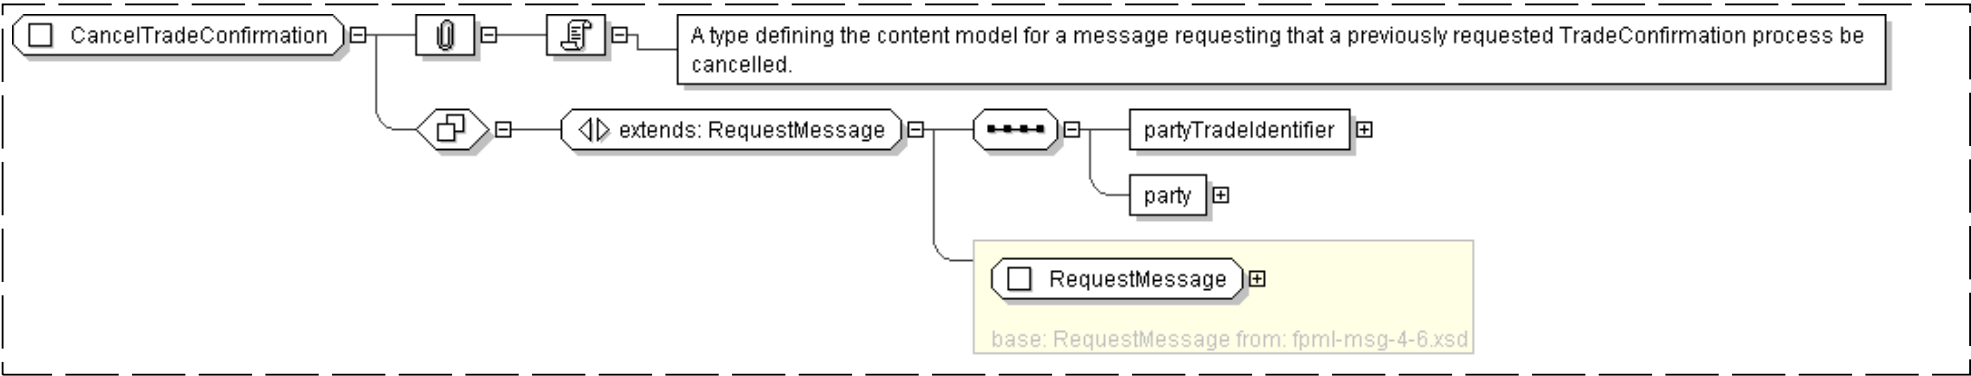 CancelTradeConfirmation
A type defining the content model for a message requesting that a previously requested TradeConfirmation process be
cancelled.
extends: RequestMessage
partyTradeIdentifier
party
RequestMessage
base: RequestMessage from: fpml-msg-4-6.xsd